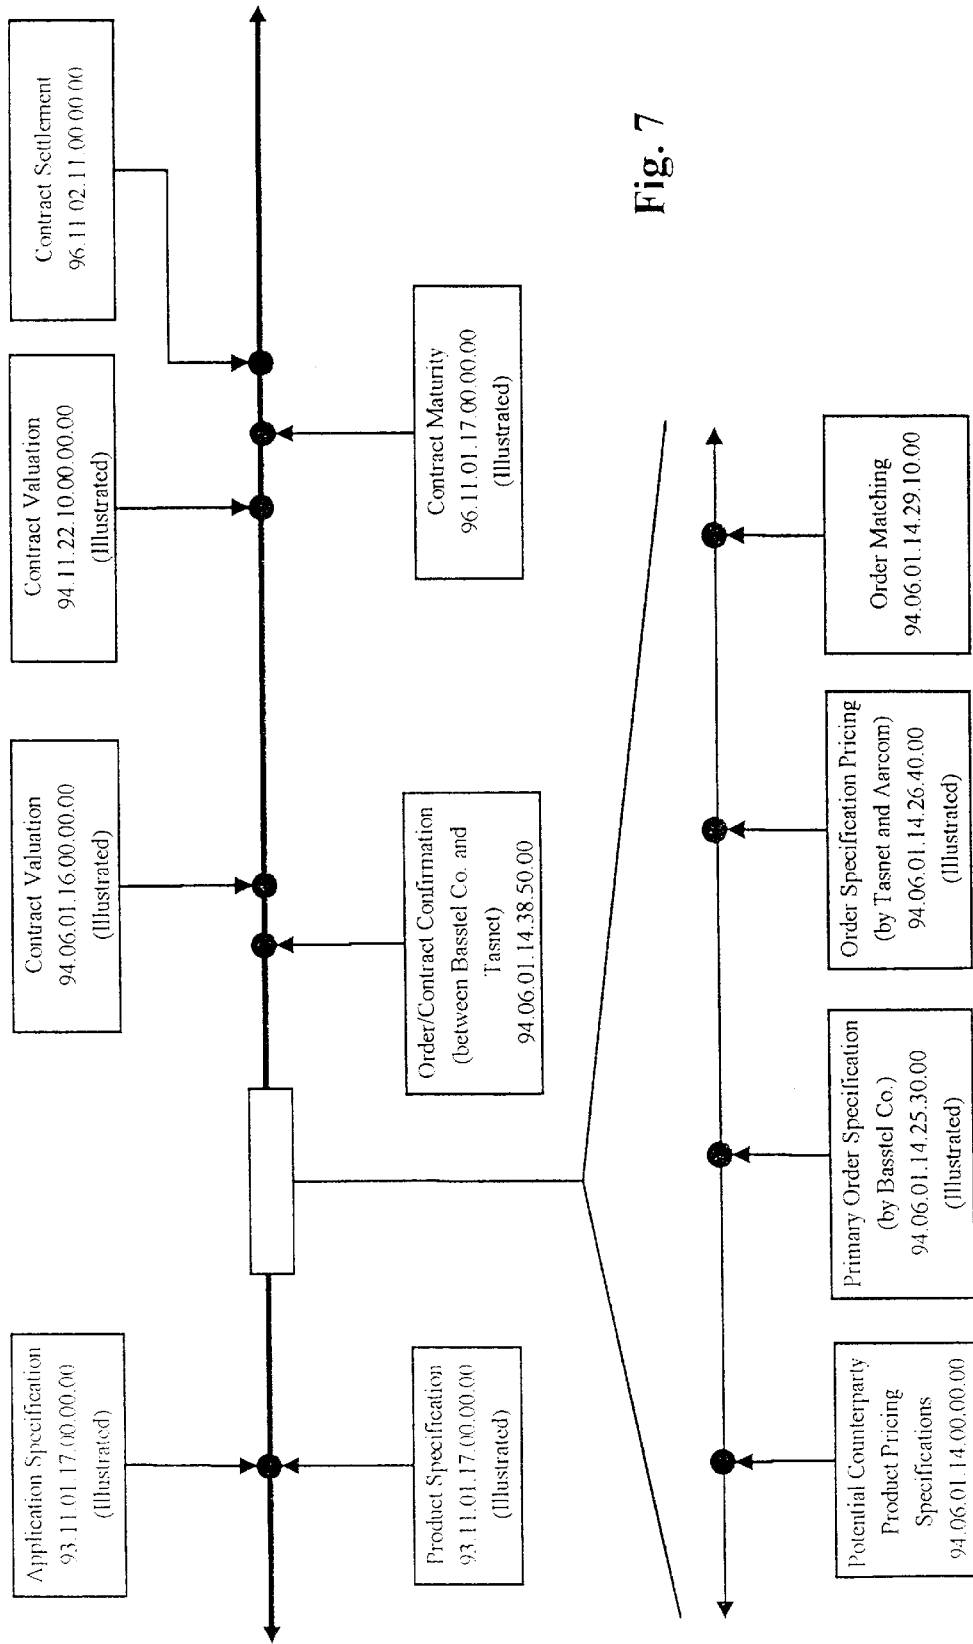 Application Specification
93.11.01.17.00.00.00
(Illustrated)
Contract Valuation
94.06.01.16.00.00.00
(Illustrated)
Contract Valuation
94.11.22.10.00.00.00
(Illustrated)
Contract Settlement
96.11 02.11.00 00 00
Product Specification
93.11.01.17.00.00.00
(Illustrated)
Order/Contract Confirmation
(between Basstel Co. and
Tasnet)
94.06.01.14.38.50.00
Contract Maturity
96.11.01.17.00.00.00
(Illustrated)
Potential Counterparty
Product Pricing
Specifications
94.06.01.14.00.00.00
Primary Order Specification
(by Basstel Co.)
94.06.01.14.25.30.00
(Illustrated)
Order Specification Pricing
(by Tasnet and Aarcom)
94.06.01.14.26.40.00
(Illustrated)
Order Matching
94.06.01.14.29.10.00
Fig. 7